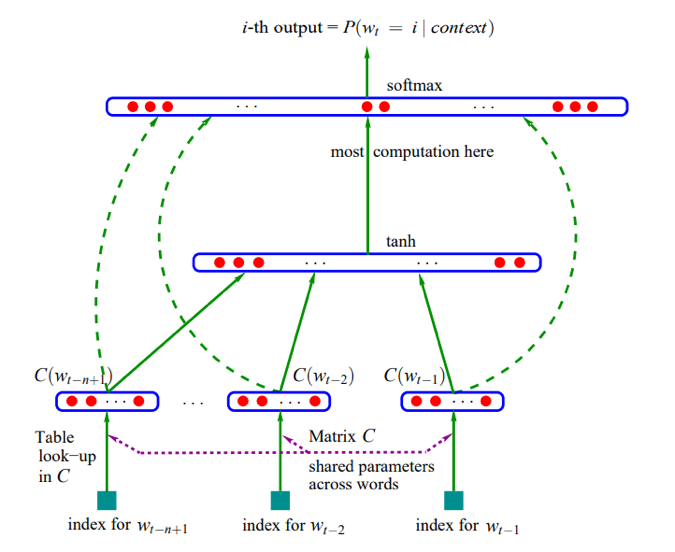 i-th output = P(w_t = i | context)
softmax
. . .
. . .
most computation here
tanh
. . .
. . .
C(w_{t−n+1})
C(w_{t−2})
C(w_{t−1})
. . .
. . .
. . .
. . .
Table
look−up
in C
Matrix C
shared parameters
across words
index for w_{t−n+1}
index for w_{t−2}
index for w_{t−1}